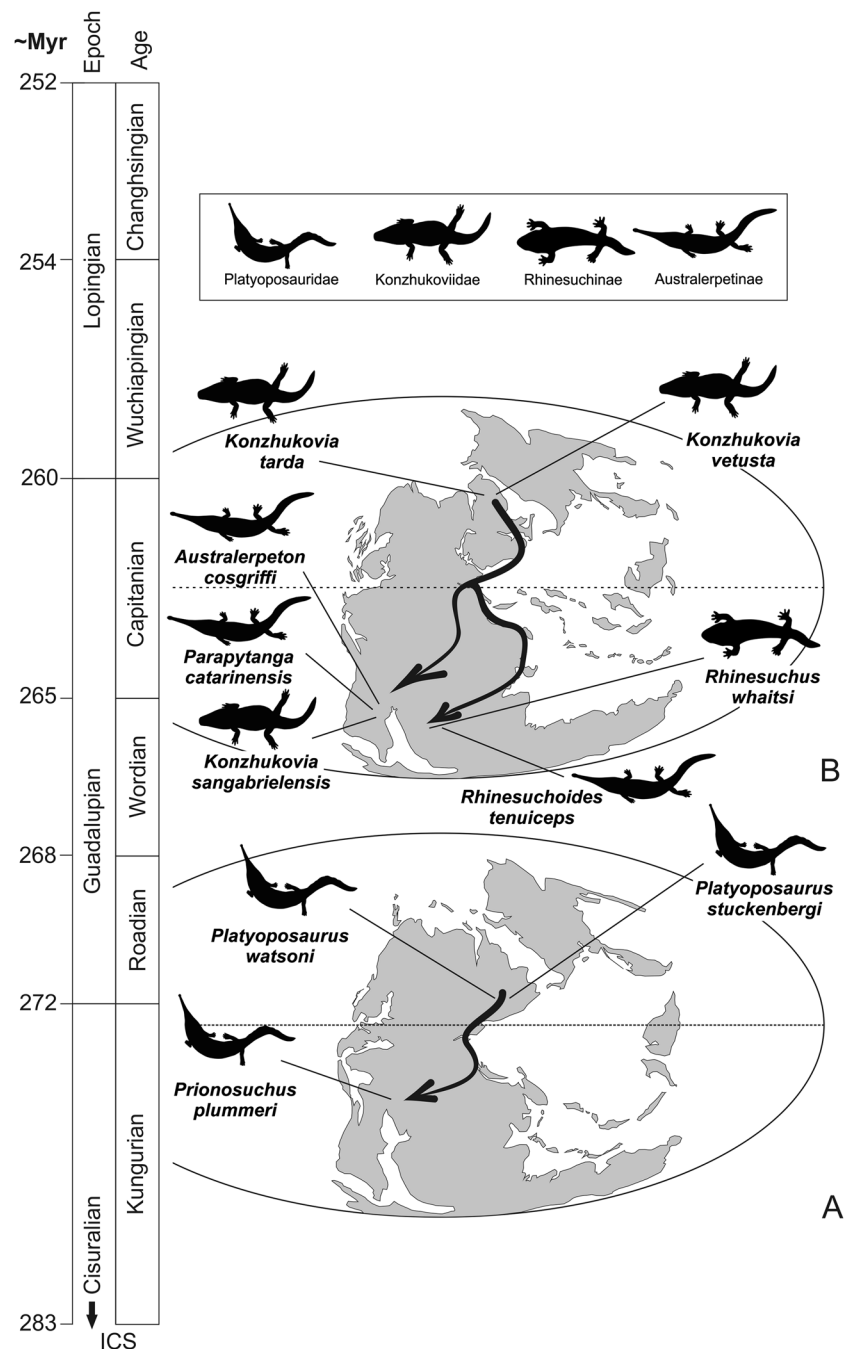 ~Myr
Epoch
Age
252
254
260
265
268
272
283
Lopingian
Guadalupian
Cisuralian
Changhsingian
Wuchiapingian
Capitanian
Wordian
Roadian
Kungurian
ICS
Platyoposauridae
Konzhukoviidae
Rhinesuchinae
Australerpetinae
Konzhukovia
tarda
Konzhukovia
vetusta
Australerpeton
cosgriffi
Parapytanga
catarinensis
Konzhukovia
sangabrielensis
Rhinesuchus
whaitsi
Rhinesuchoides
tenuiceps
B
Platyoposaurus
watsoni
Platyoposaurus
stuckenbergi
Prionosuchus
plummeri
A